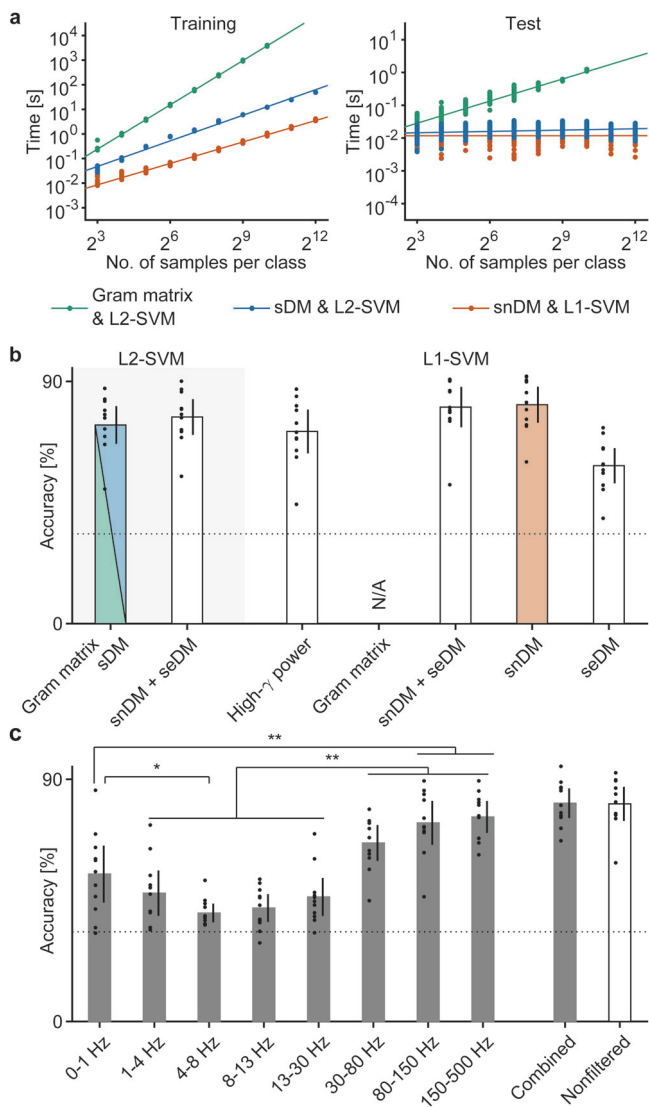 a
Training
Test
Time [s]
10^4
10^3
10^2
10^1
10^0
10^-1
10^-2
10^-3
2^3
2^6
2^9
2^12
No. of samples per class
Time [s]
10^1
10^0
10^-1
10^-2
10^-3
10^-4
2^3
2^6
2^9
2^12
No. of samples per class
Gram matrix
& L2-SVM
sDM & L2-SVM
snDM & L1-SVM
b
L2-SVM
L1-SVM
Accuracy [%]
90
0
N/A
Gram matrix
sDM
snDM + seDM
High-γ power
Gram matrix
snDM + seDM
snDM
seDM
c
**
**
*
Accuracy [%]
90
0
0-1 Hz
1-4 Hz
4-8 Hz
8-13 Hz
13-30 Hz
30-80 Hz
80-150 Hz
150-500 Hz
Combined
Nonfiltered